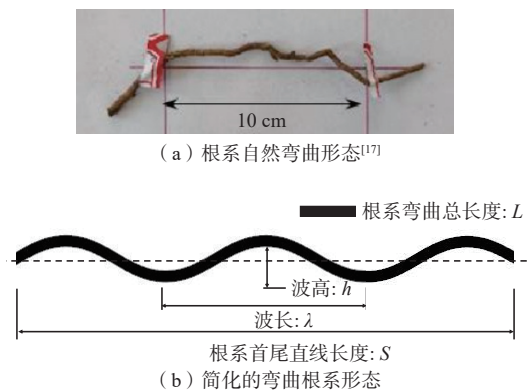 10 cm
（a）根系自然弯曲形态[17]
根系弯曲总长度: L
波高: h
波长: λ
根系首尾直线长度: S
（b）简化的弯曲根系形态